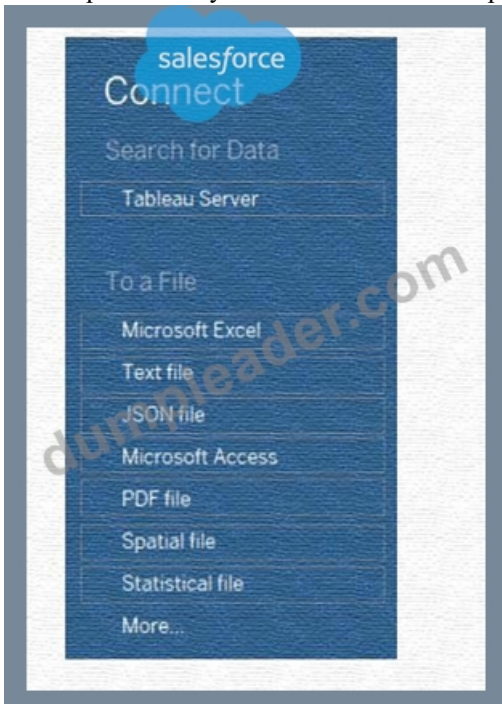 salesforce
Connect
Search for Data
Tableau Server
To a File
Microsoft Excel
Text file
JSON file
Microsoft Access
PDF file
Spatial file
Statistical file
More...
dumpleader.com